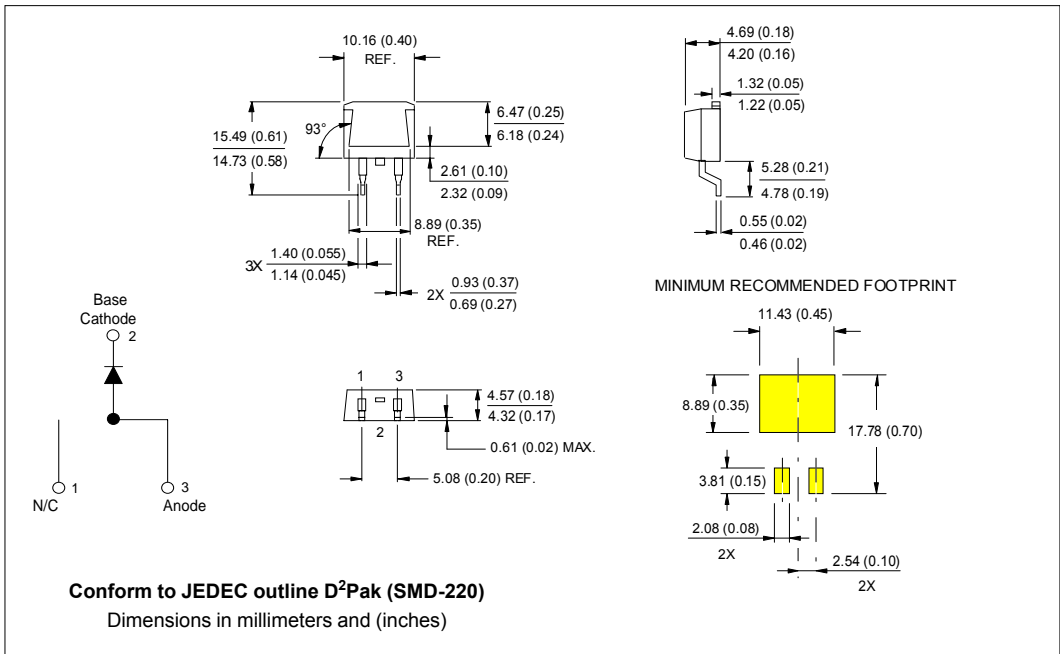 10.16 (0.40)
REF.
15.49 (0.61)
14.73 (0.58)
93°
6.47 (0.25)
6.18 (0.24)
2.61 (0.10)
2.32 (0.09)
8.89 (0.35)
REF.
3X
1.40 (0.055)
1.14 (0.045)
2X
0.93 (0.37)
0.69 (0.27)
4.69 (0.18)
4.20 (0.16)
1.32 (0.05)
1.22 (0.05)
5.28 (0.21)
4.78 (0.19)
0.55 (0.02)
0.46 (0.02)
Base
Cathode
2
1
N/C
3
Anode
1 3
2
4.57 (0.18)
4.32 (0.17)
0.61 (0.02) MAX.
5.08 (0.20) REF.
MINIMUM RECOMMENDED FOOTPRINT
11.43 (0.45)
8.89 (0.35)
17.78 (0.70)
3.81 (0.15)
2.08 (0.08)
2X
2.54 (0.10)
2X
Conform to JEDEC outline D²Pak (SMD-220)
Dimensions in millimeters and (inches)